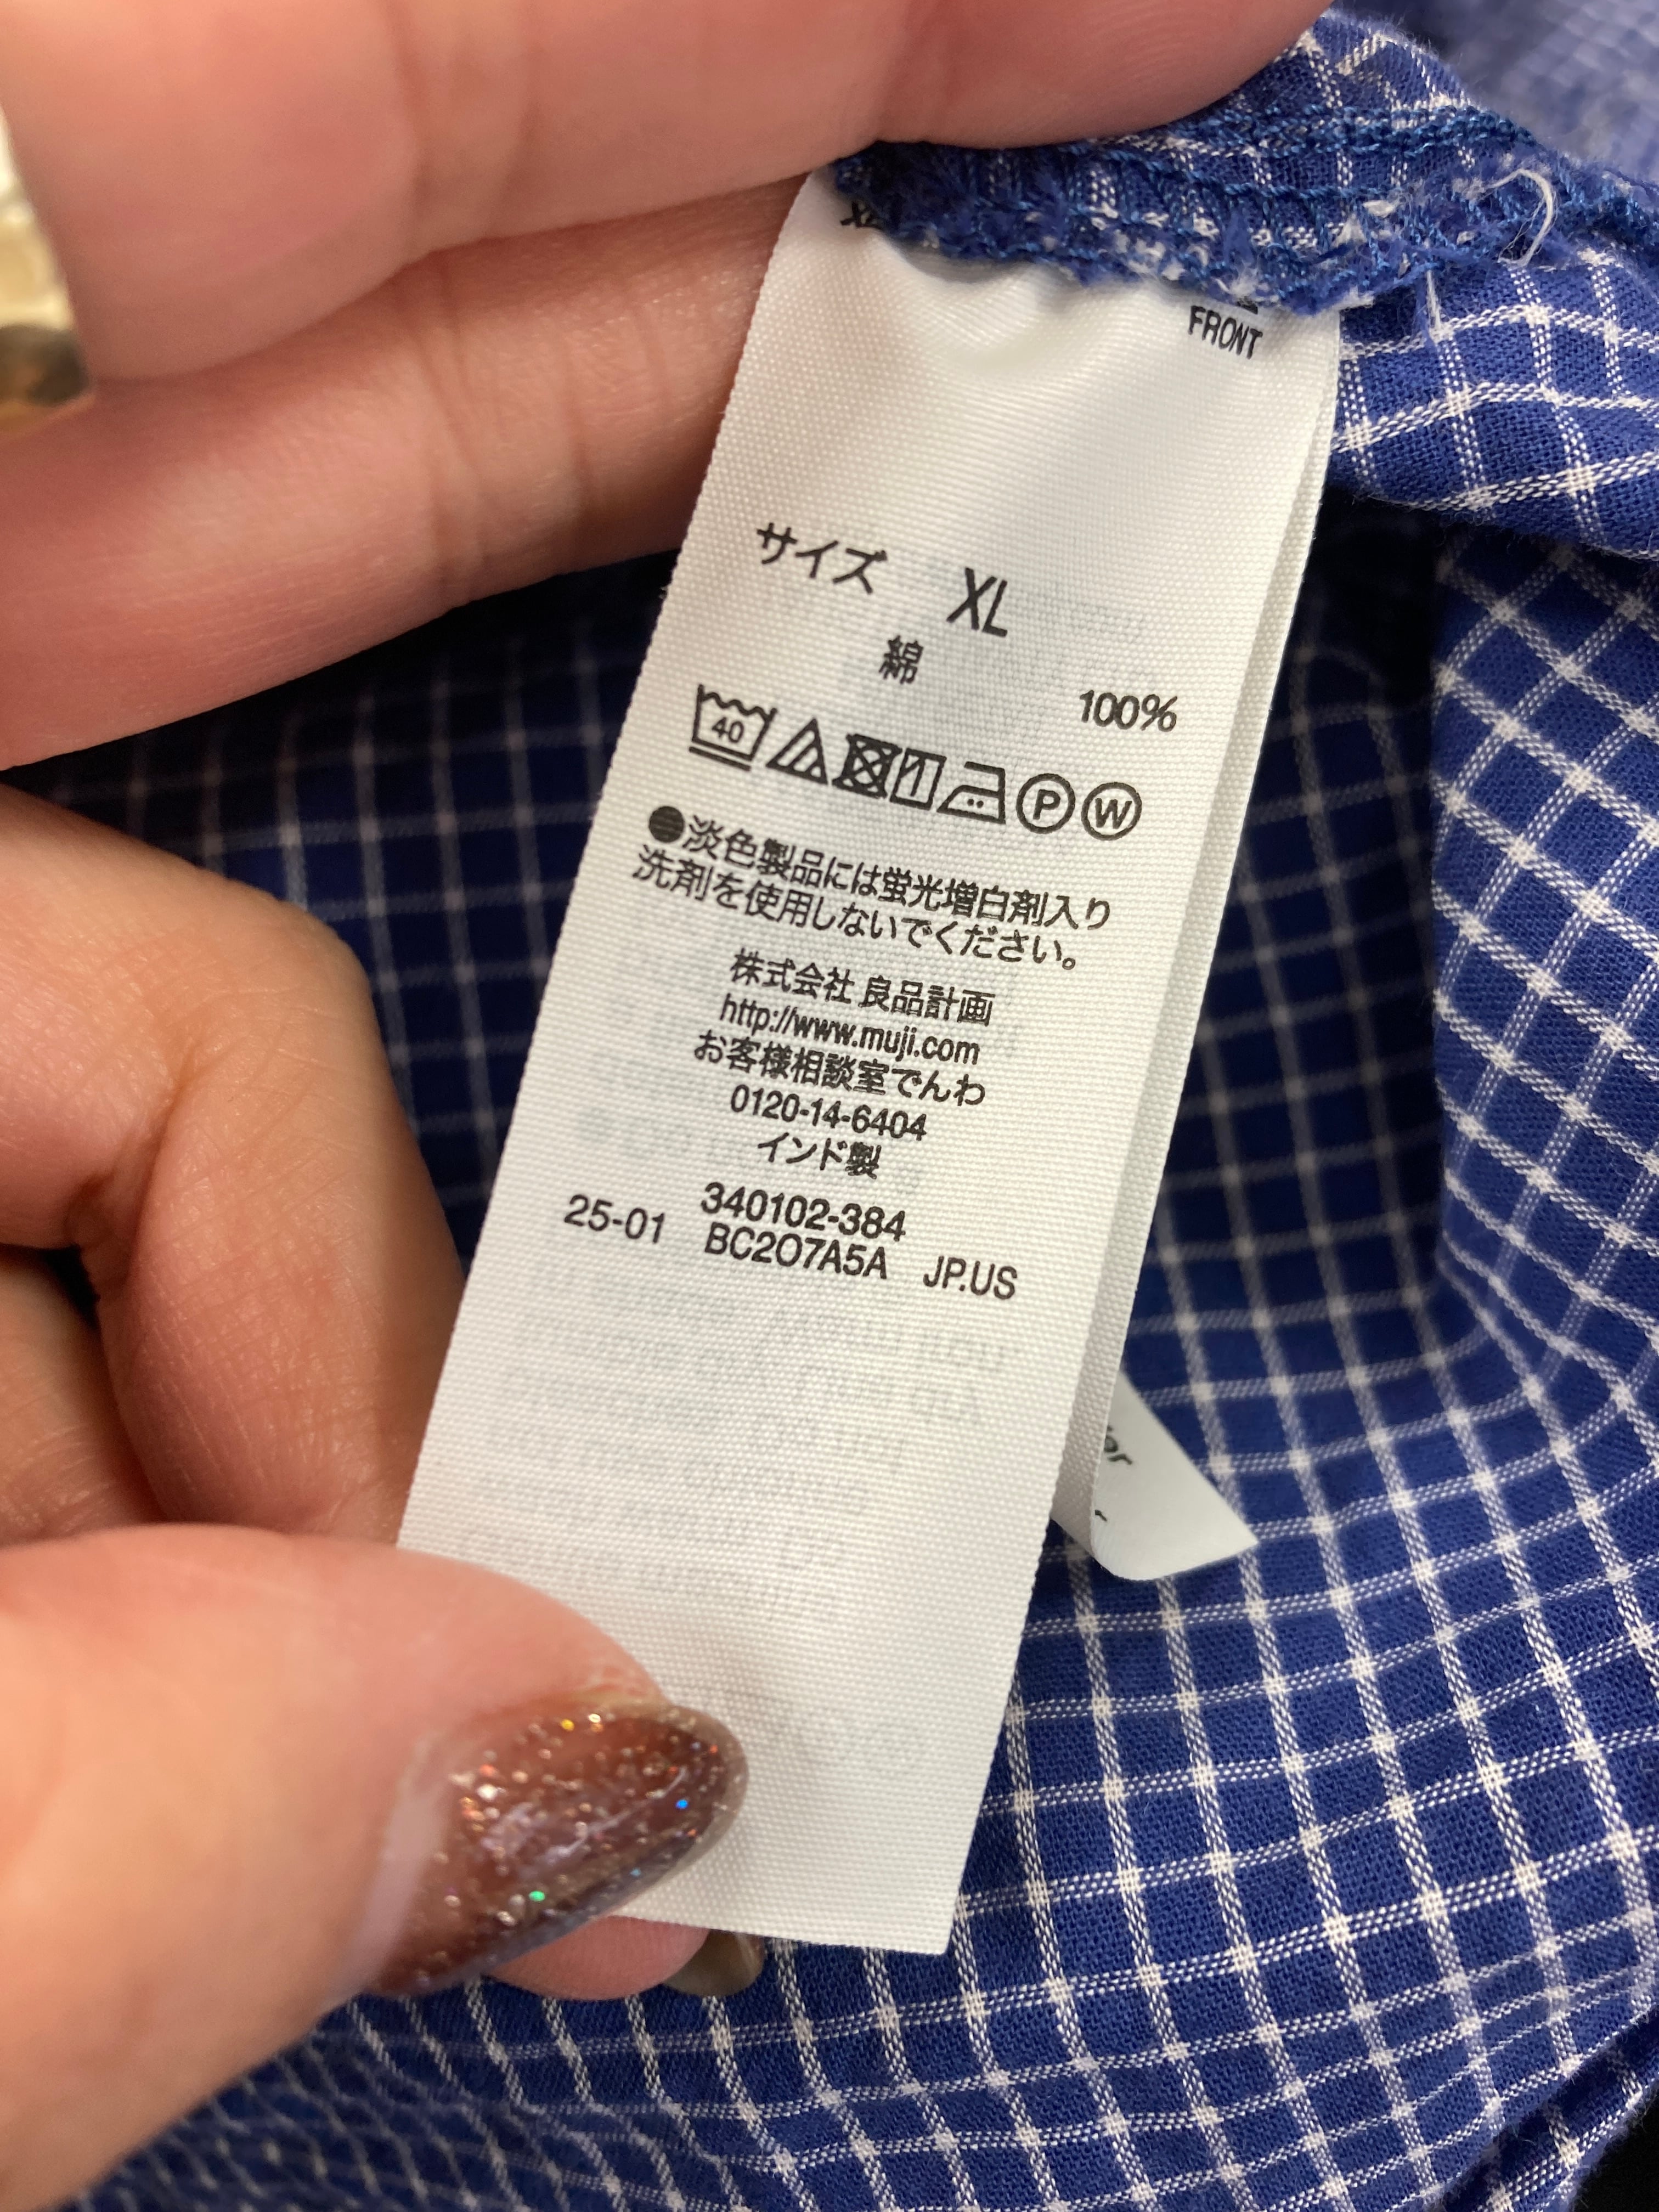 FRONT
サイズ XL
綿 100%
40
P W
●淡色製品には蛍光増白剤入り
洗剤を使用しないでください。
株式会社 良品計画
http://www.muji.com
お客様相談室でんわ
0120-14-6404
インド製
340102-384
25-01 BC2O7A5A JP.US
for